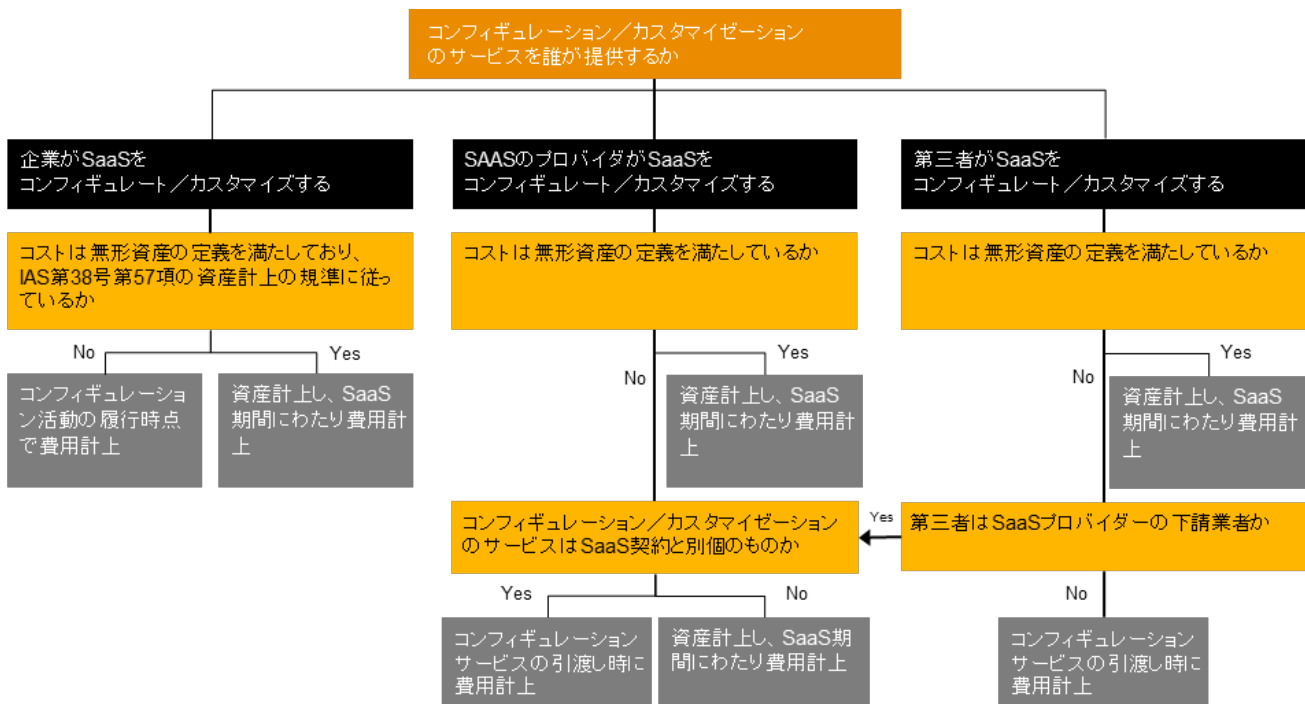 コンフィギュレーション／カスタマイゼーション
のサービスを誰が提供するか
企業がSaaSを
コンフィギュレート／カスタマイズする
SAASのプロバイダがSaaSを
コンフィギュレート／カスタマイズする
第三者がSaaSを
コンフィギュレート／カスタマイズする
コストは無形資産の定義を満たしており、
IAS第38号第57項の資産計上の規準に従っ
ているか
コストは無形資産の定義を満たしているか
コストは無形資産の定義を満たしているか
No
Yes
コンフィギュレーショ
ン活動の履行時点
で費用計上
資産計上し、SaaS
期間にわたり費用計
上
No
Yes
資産計上し、SaaS
期間にわたり費用計
上
No
Yes
資産計上し、SaaS
期間にわたり費用計
上
コンフィギュレーション／カスタマイゼーション
のサービスはSaaS契約と別個のものか
Yes
第三者はSaaSプロバイダーの下請業者か
Yes
No
コンフィギュレーション
サービスの引渡し時に
費用計上
資産計上し、SaaS期
間にわたり費用計上
No
コンフィギュレーション
サービスの引渡し時に
費用計上